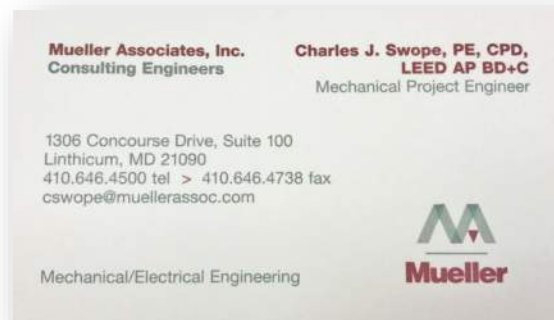 Mueller Associates, Inc.
Consulting Engineers
Charles J. Swope, PE, CPD,
LEED AP BD+C
Mechanical Project Engineer
1306 Concourse Drive, Suite 100
Linthicum, MD 21090
410.646.4500 tel > 410.646.4738 fax
cswope@muellerassoc.com
Mechanical/Electrical Engineering
Mueller